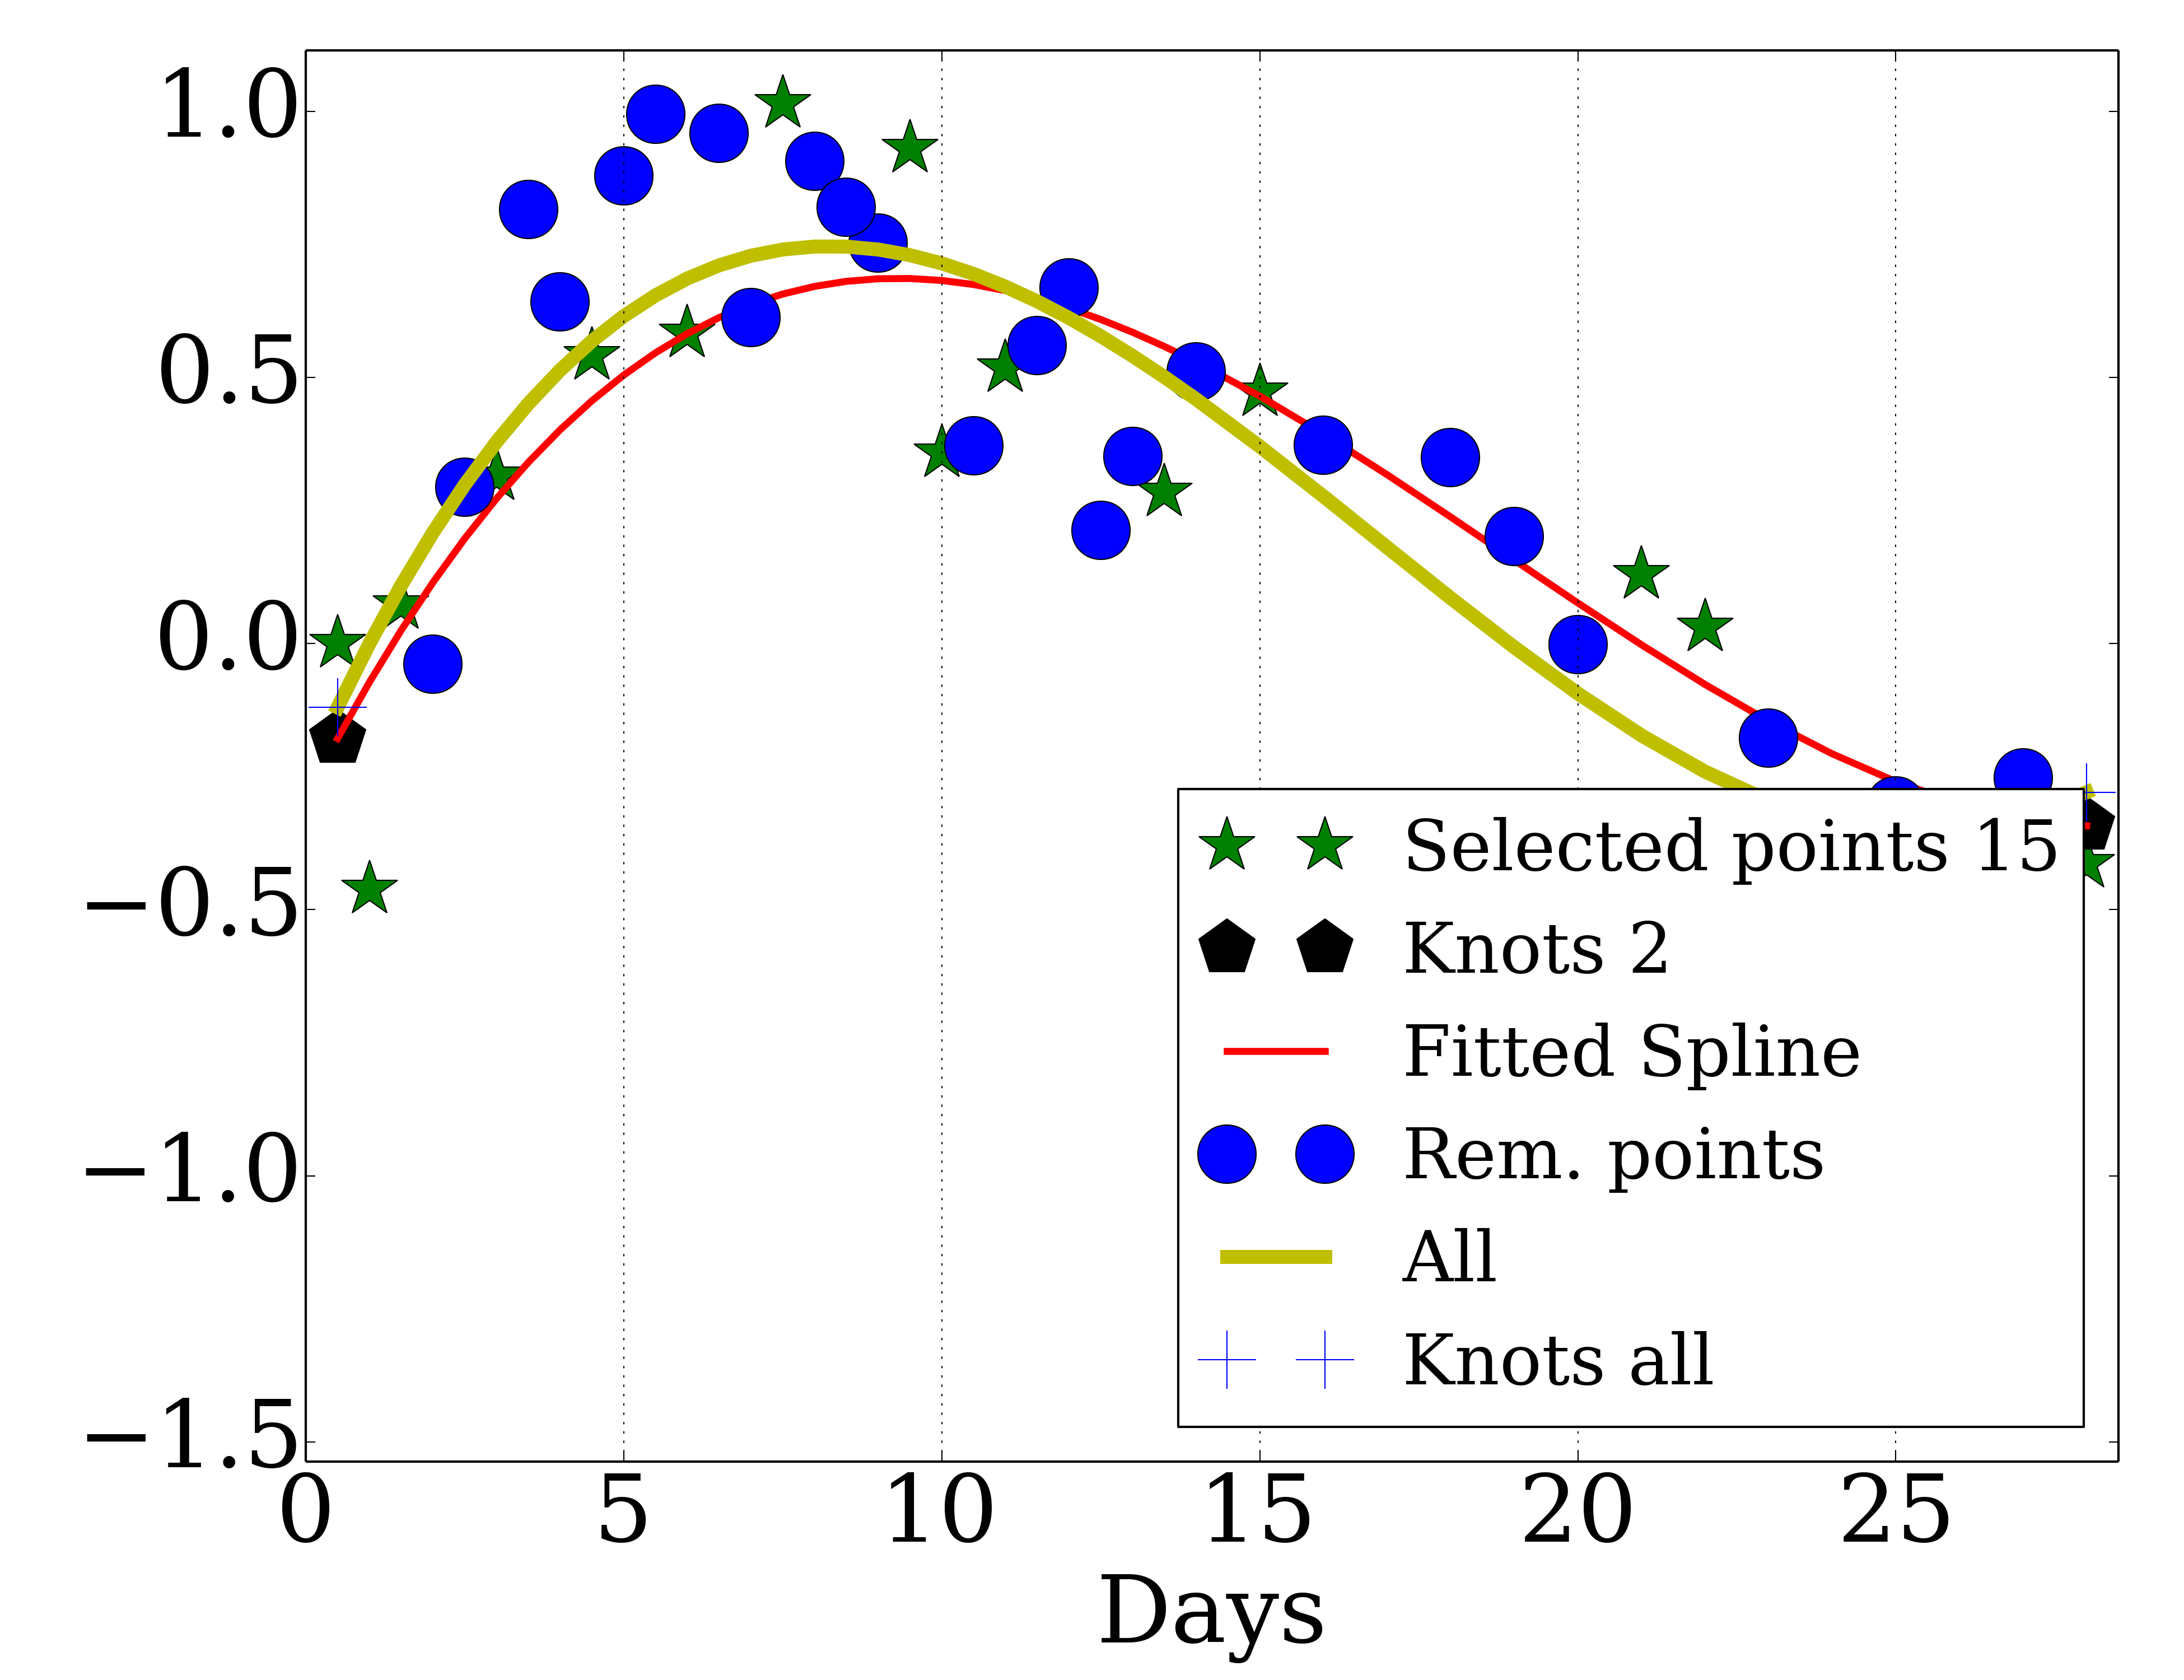 1.0
0.5
0.0
−0.5
−1.0
−1.5
0 5 10 15 20 25
Days
Selected points 15
Knots 2
Fitted Spline
Rem. points
All
Knots all